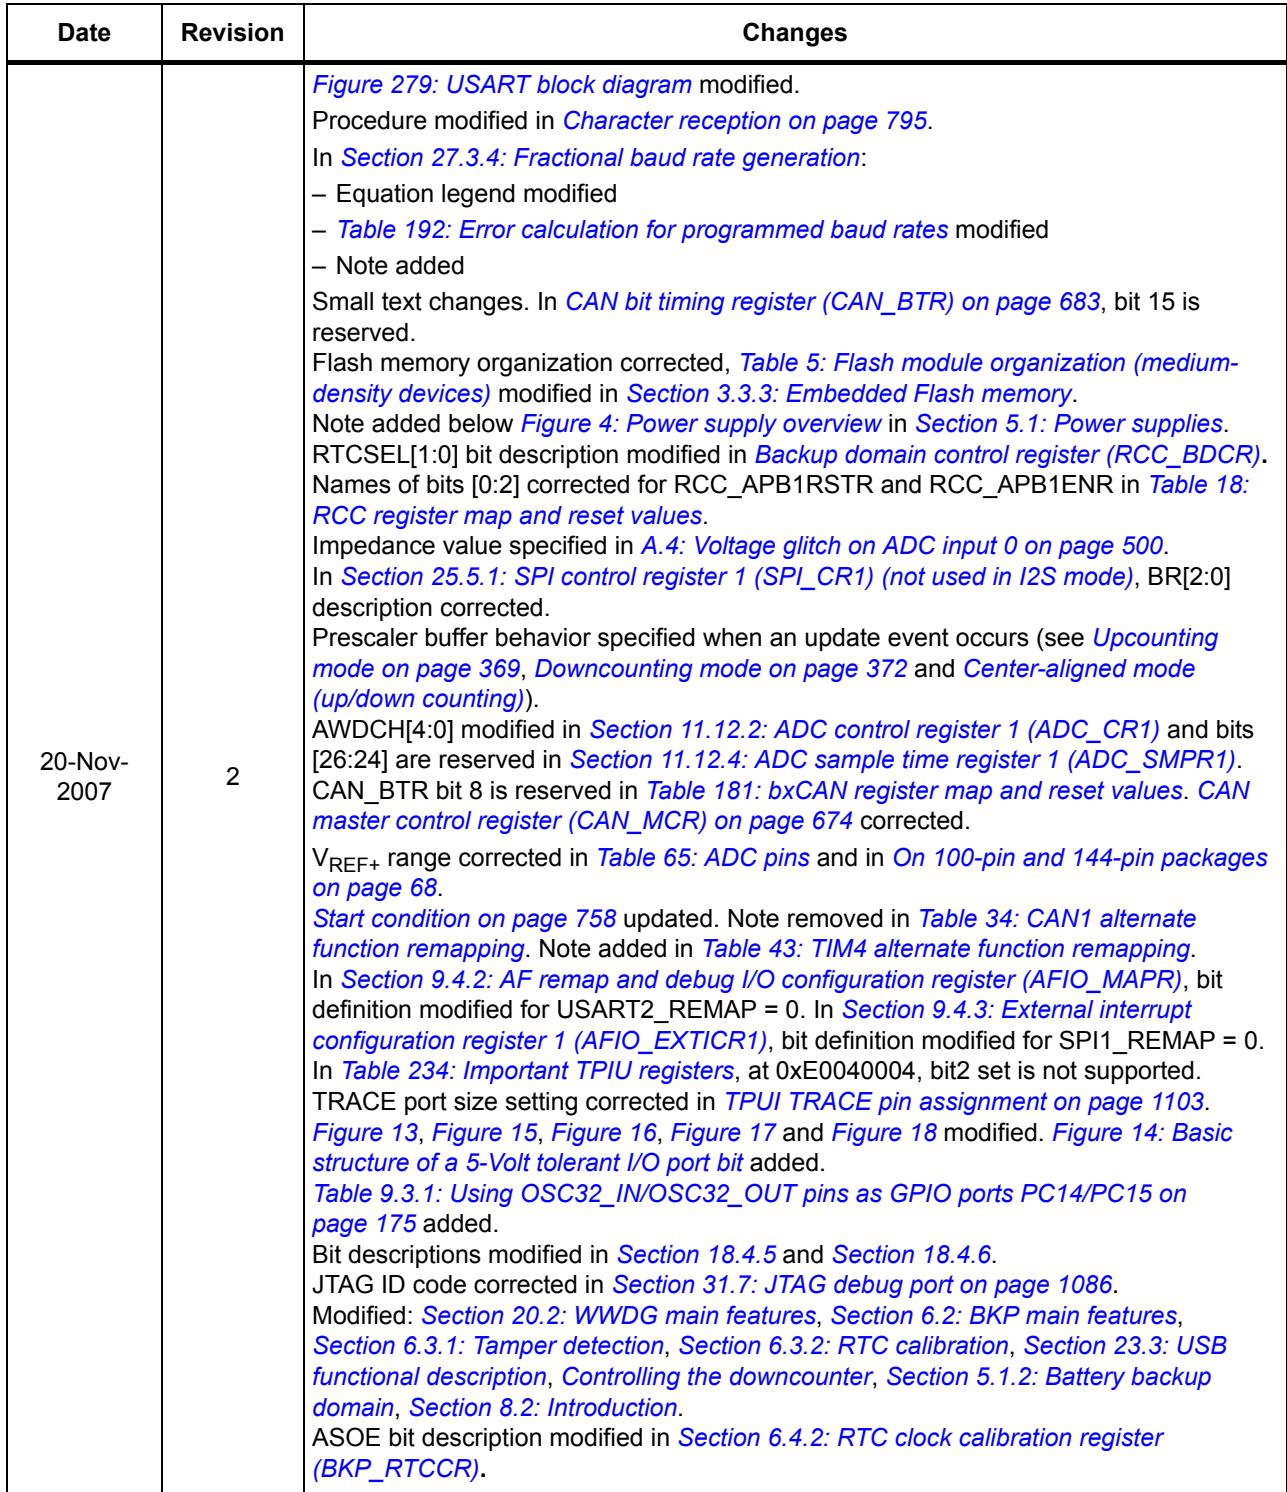 Date Revision Changes
Figure 279: USART block diagram modified.
Procedure modified in Character reception on page 795.
In Section 27.3.4: Fractional baud rate generation:
– Equation legend modified
– Table 192: Error calculation for programmed baud rates modified
– Note added
Small text changes. In CAN bit timing register (CAN_BTR) on page 683, bit 15 is
reserved.
Flash memory organization corrected, Table 5: Flash module organization (medium-
density devices) modified in Section 3.3.3: Embedded Flash memory.
Note added below Figure 4: Power supply overview in Section 5.1: Power supplies.
RTCSEL[1:0] bit description modified in Backup domain control register (RCC_BDCR).
Names of bits [0:2] corrected for RCC_APB1RSTR and RCC_APB1ENR in Table 18:
RCC register map and reset values.
Impedance value specified in A.4: Voltage glitch on ADC input 0 on page 500.
In Section 25.5.1: SPI control register 1 (SPI_CR1) (not used in I2S mode), BR[2:0]
description corrected.
Prescaler buffer behavior specified when an update event occurs (see Upcounting
mode on page 369, Downcounting mode on page 372 and Center-aligned mode
(up/down counting)).
AWDCH[4:0] modified in Section 11.12.2: ADC control register 1 (ADC_CR1) and bits
[26:24] are reserved in Section 11.12.4: ADC sample time register 1 (ADC_SMPR1).
CAN_BTR bit 8 is reserved in Table 181: bxCAN register map and reset values. CAN
master control register (CAN_MCR) on page 674 corrected.
20-Nov-
2007
2
VREF+ range corrected in Table 65: ADC pins and in On 100-pin and 144-pin packages
on page 68.
Start condition on page 758 updated. Note removed in Table 34: CAN1 alternate
function remapping. Note added in Table 43: TIM4 alternate function remapping.
In Section 9.4.2: AF remap and debug I/O configuration register (AFIO_MAPR), bit
definition modified for USART2_REMAP = 0. In Section 9.4.3: External interrupt
configuration register 1 (AFIO_EXTICR1), bit definition modified for SPI1_REMAP = 0.
In Table 234: Important TPIU registers, at 0xE0040004, bit2 set is not supported.
TRACE port size setting corrected in TPUI TRACE pin assignment on page 1103.
Figure 13, Figure 15, Figure 16, Figure 17 and Figure 18 modified. Figure 14: Basic
structure of a 5-Volt tolerant I/O port bit added.
Table 9.3.1: Using OSC32_IN/OSC32_OUT pins as GPIO ports PC14/PC15 on
page 175 added.
Bit descriptions modified in Section 18.4.5 and Section 18.4.6.
JTAG ID code corrected in Section 31.7: JTAG debug port on page 1086.
Modified: Section 20.2: WWDG main features, Section 6.2: BKP main features,
Section 6.3.1: Tamper detection, Section 6.3.2: RTC calibration, Section 23.3: USB
functional description, Controlling the downcounter, Section 5.1.2: Battery backup
domain, Section 8.2: Introduction.
ASOE bit description modified in Section 6.4.2: RTC clock calibration register
(BKP_RTCCR).